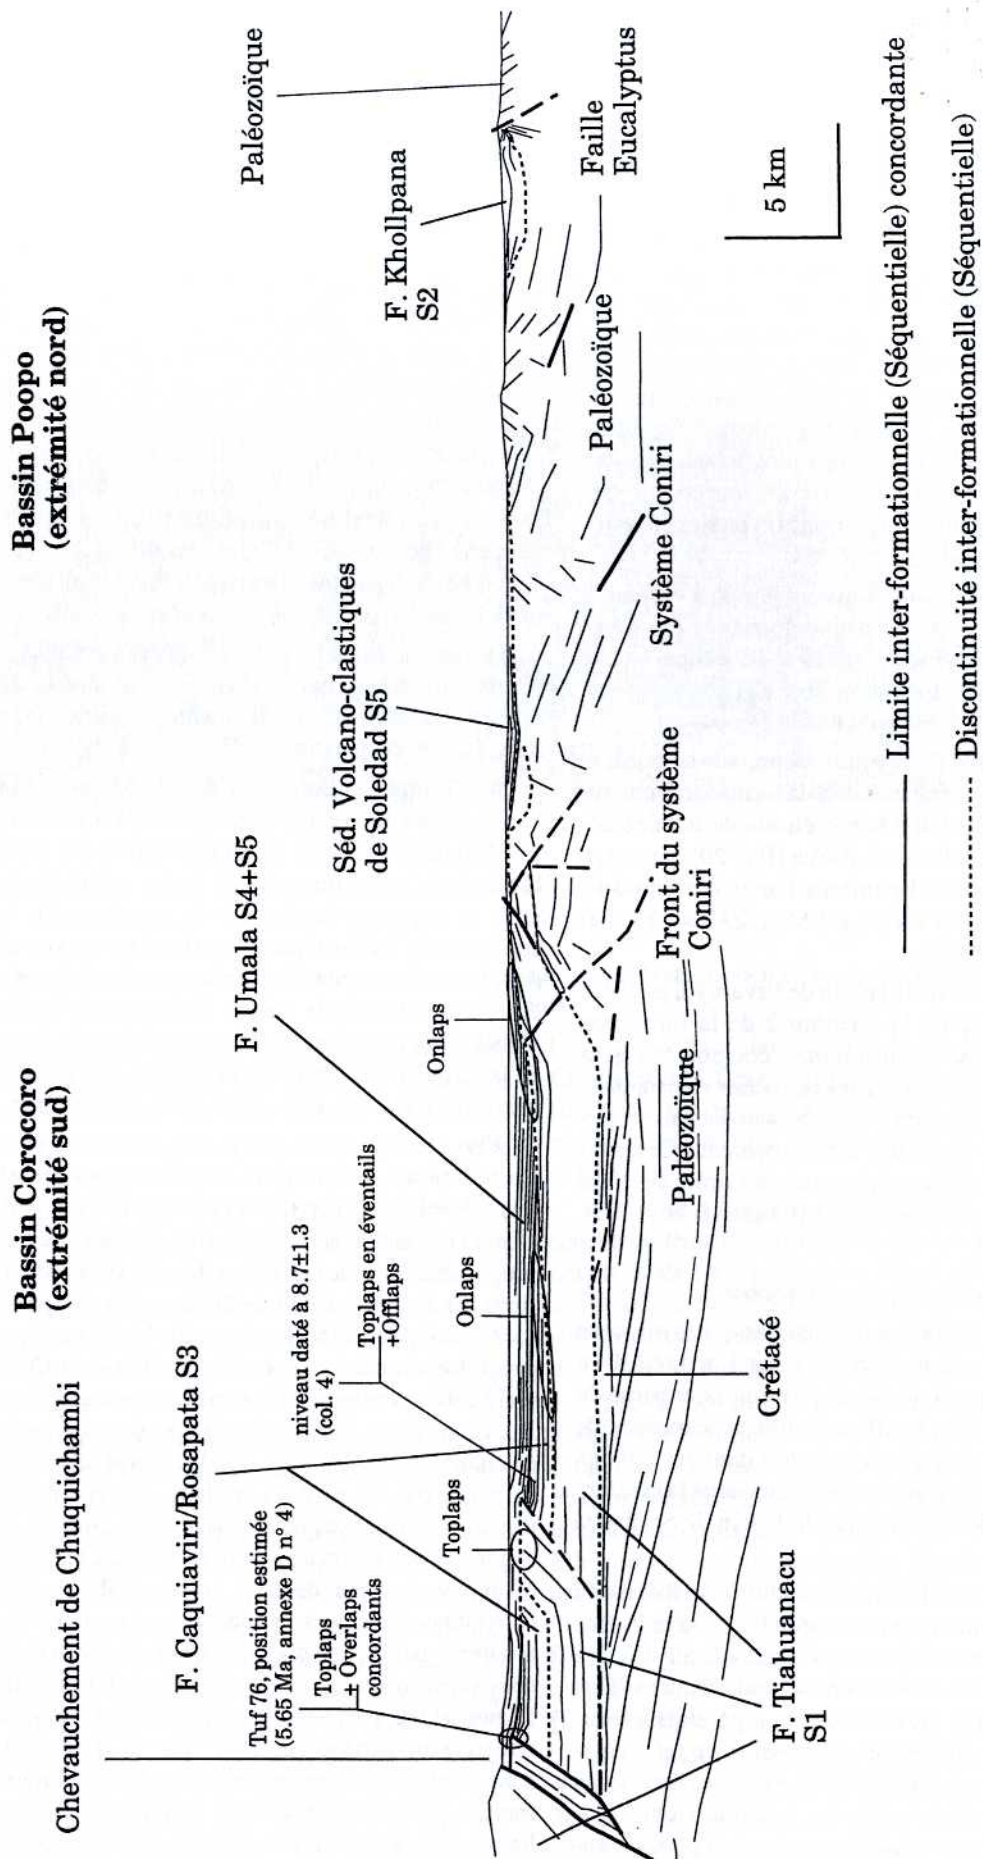 Bassin Corocoro
(extrémité sud)
Bassin Poopo
(extrémité nord)
Chevauchement de Chuquichambi
F. Caquiaviri/Rosapata S3
F. Umala S4+S5
Séd. Volcano-clastiques
de Soledad S5
Paléozoïque
Tuf 76, position estimée
(5.65 Ma, annexe D n° 4)
Toplaps
± Overlaps
concordants
Toplaps
niveau daté à 8.7±1.3
(col. 4)
Toplaps en éventails
+Offlaps
Onlaps
Onlaps
F. Khollpana
S2
F. Tiahuanacu
S1
Crétacé
Paléozoïque
Front du système
Coniri
Système Coniri
Paléozoïque
Faille
Eucalyptus
5 km
Limite inter-formationnelle (Séquentielle) concordante
Discontinuité inter-formationnelle (Séquentielle)